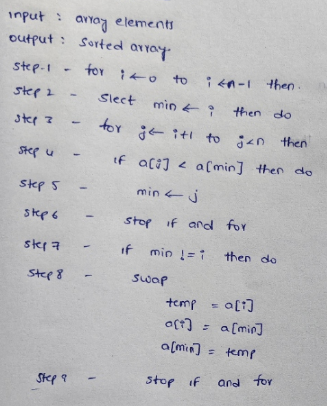 input : array elements
output : sorted array.
step-1 - for i ← 0 to i < n-1 then.
step 2 - Slect min ← i then do
step 3 - for j ← i+1 to j<n then
step 4 - if a[j] < a[min] then do
step 5 - min ← j
step 6 - stop if and for
step 7 - if min != i then do
step 8 - swap
temp = a[i]
a[i] = a[min]
a[min] = temp
step 9 - stop if and for